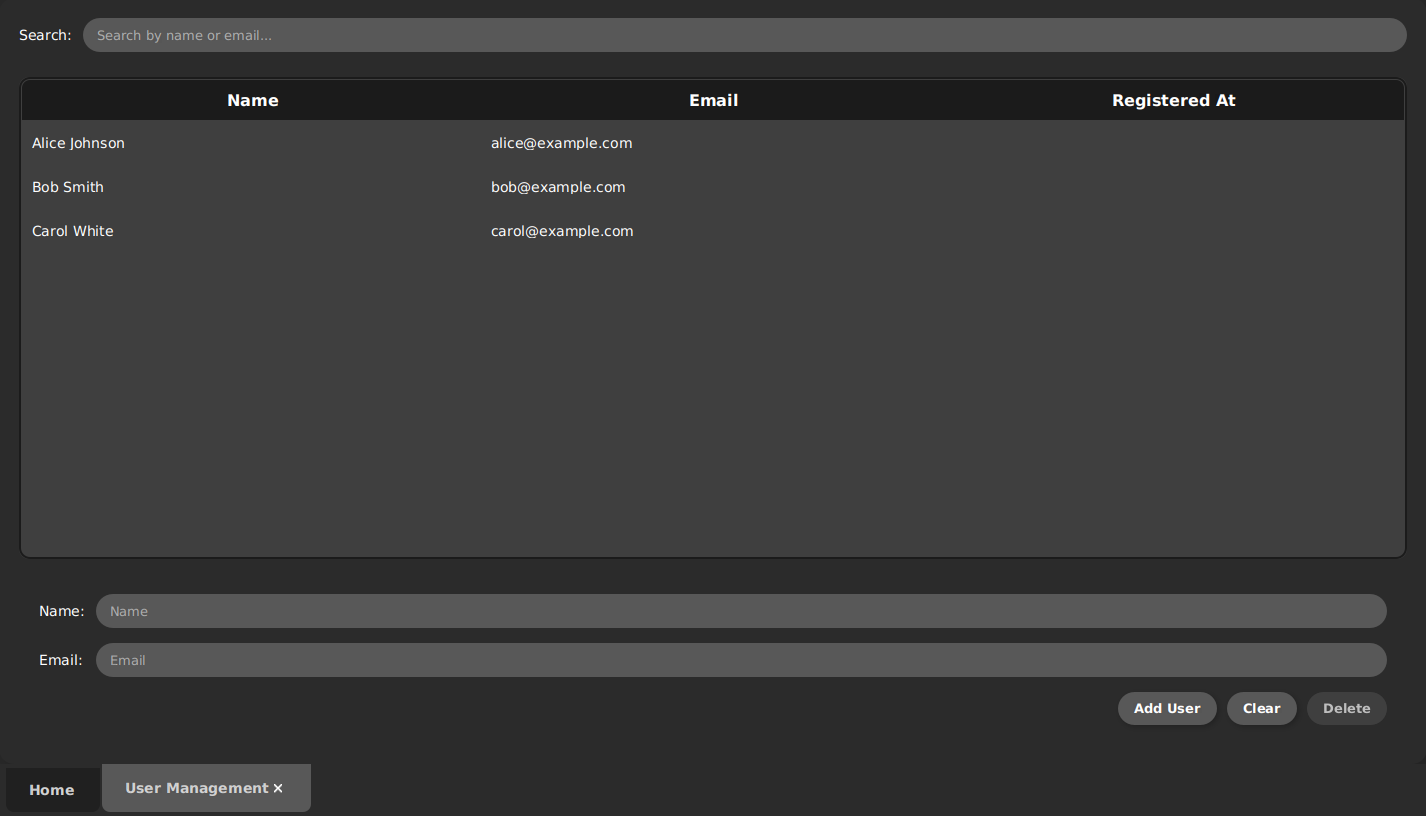 Search: Search by name or email...
Name Email Registered At
Alice Johnson alice@example.com
Bob Smith bob@example.com
Carol White carol@example.com
Name: Name
Email: Email
Add User Clear Delete
Home User Management ×